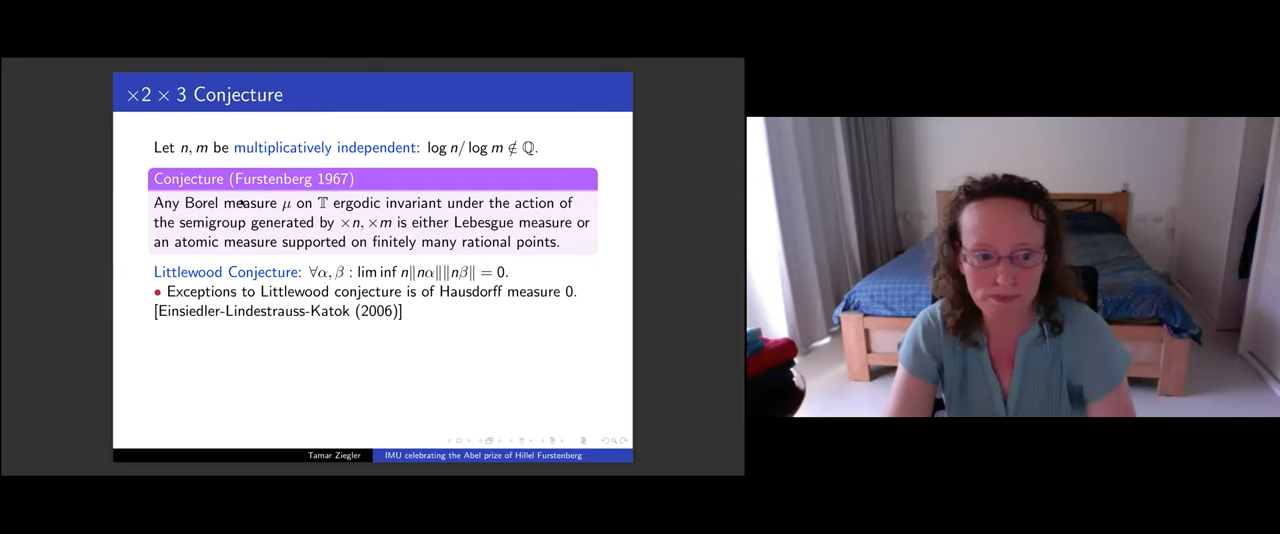 ×2 × 3 Conjecture
Let n, m be multiplicatively independent: log n/ log m ∉ ℚ.
Conjecture (Furstenberg 1967)
Any Borel measure μ on 𝕋 ergodic invariant under the action of
the semigroup generated by ×n, ×m is either Lebesgue measure or
an atomic measure supported on finitely many rational points.
Littlewood Conjecture: ∀α, β : lim inf n‖nα‖‖nβ‖ = 0.
• Exceptions to Littlewood conjecture is of Hausdorff measure 0.
[Einsiedler-Lindestrauss-Katok (2006)]
Tamar Ziegler IMU celebrating the Abel prize of Hillel Furstenberg